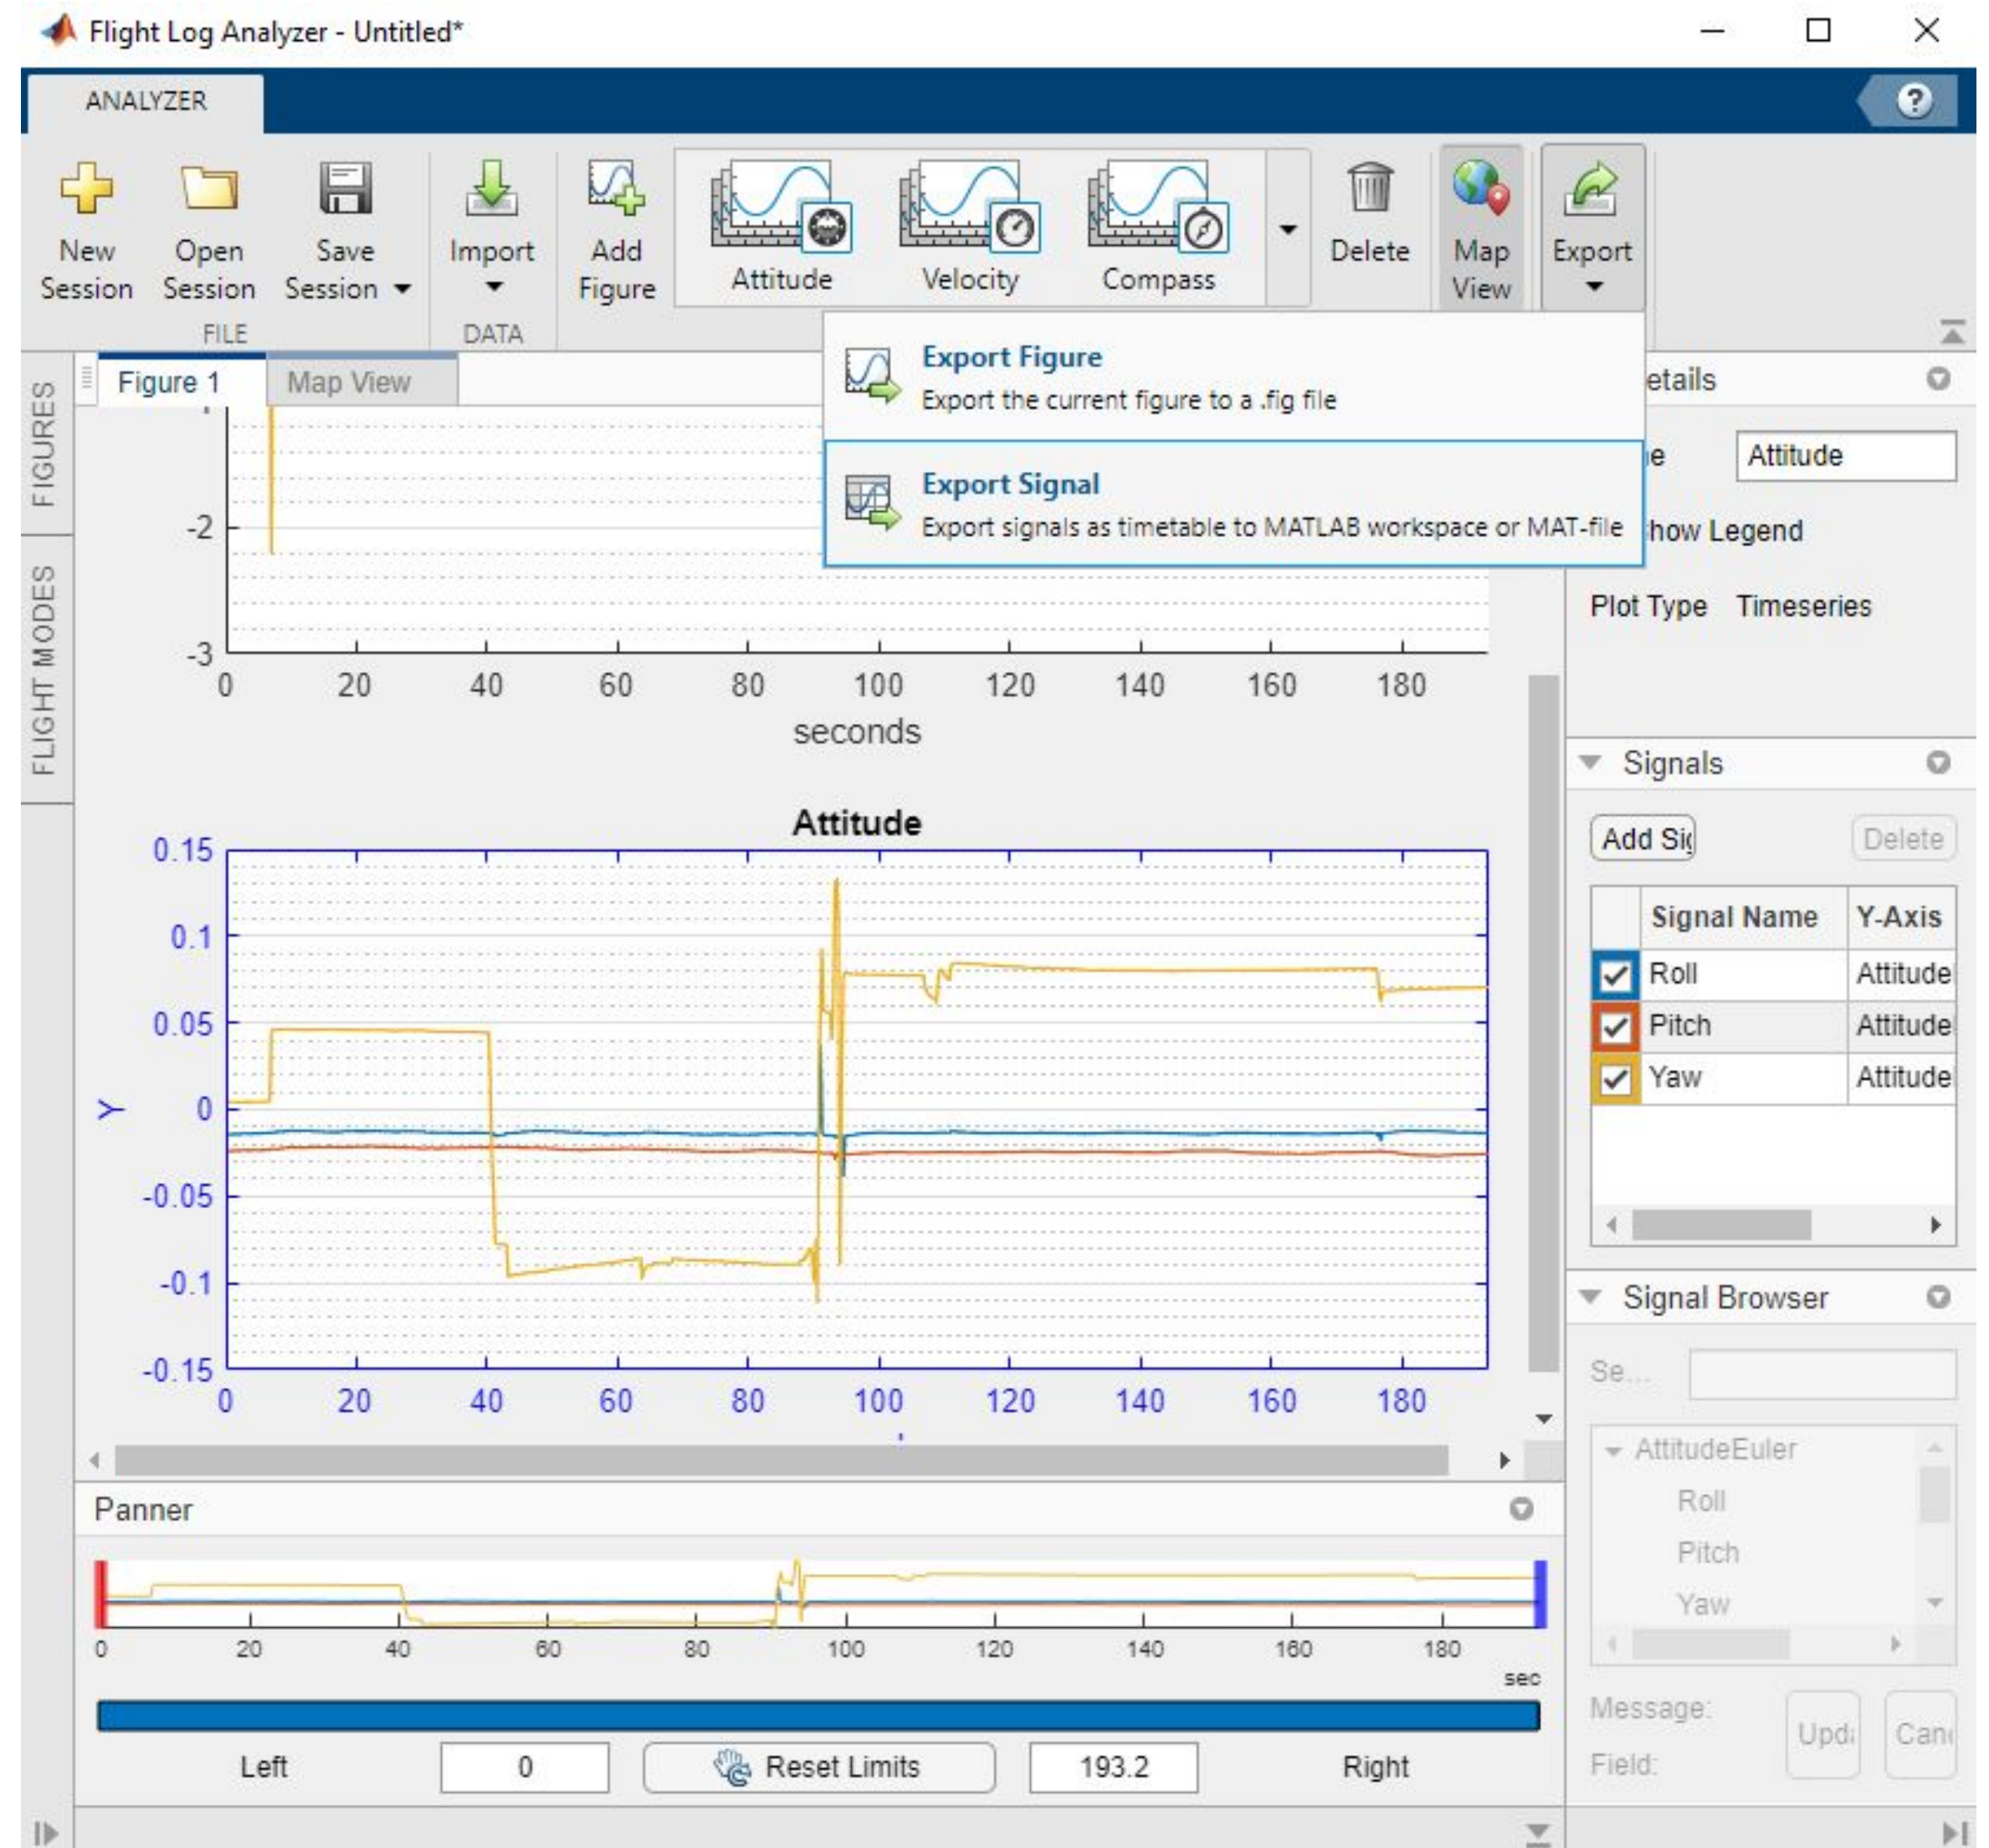 Flight Log Analyzer - Untitled*
ANALYZER
?
New Session
Open Session
Save Session
Import
Add Figure
Attitude
Velocity
Compass
Delete
Map View
Export
FILE
DATA
Export Figure
Export the current figure to a .fig file
Export Signal
Export signals as timetable to MATLAB workspace or MAT-file
FIGURES
FLIGHT MODES
Figure 1
Map View
-2
-3
0 20 40 60 80 100 120 140 160 180
seconds
Attitude
0.15
0.1
0.05
0
-0.05
-0.1
-0.15
Y
0 20 40 60 80 100 120 140 160 180
Panner
0 20 40 60 80 100 120 140 160 180
sec
Left
0
Reset Limits
193.2
Right
etails
e
Attitude
how Legend
Plot Type Timeseries
Signals
Add Sig
Delete
Signal Name Y-Axis
Roll Attitude
Pitch Attitude
Yaw Attitude
Signal Browser
Se...
AttitudeEuler
Roll
Pitch
Yaw
Message:
Field:
Upd
Can